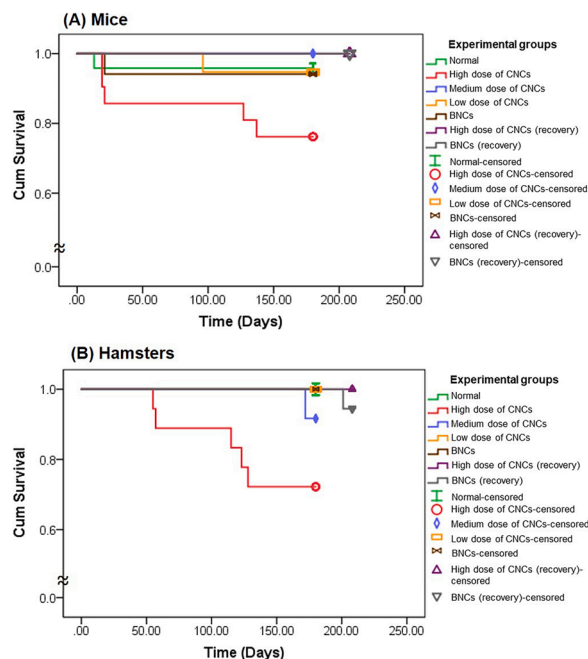 (A) Mice
Cum Survival
1.0
0.8
0.6
≈
0.0
.00 50.00 100.00 150.00 200.00 250.00
Time (Days)
Experimental groups
Normal
High dose of CNCs
Medium dose of CNCs
Low dose of CNCs
BNCs
High dose of CNCs (recovery)
BNCs (recovery)
Normal-censored
High dose of CNCs-censored
Medium dose of CNCs-censored
Low dose of CNCs-censored
BNCs-censored
High dose of CNCs (recovery)-
censored
BNCs (recovery)-censored
(B) Hamsters
Cum Survival
1.0
0.8
0.6
≈
0.0
.00 50.00 100.00 150.00 200.00 250.00
Time (Days)
Experimental groups
Normal
High dose of CNCs
Medium dose of CNCs
Low dose of CNCs
BNCs
High dose of CNCs (recovery)
BNCs (recovery)
Normal-censored
High dose of CNCs-censored
Medium dose of CNCs-censored
Low dose of CNCs-censored
BNCs-censored
High dose of CNCs (recovery)-
censored
BNCs (recovery)-censored